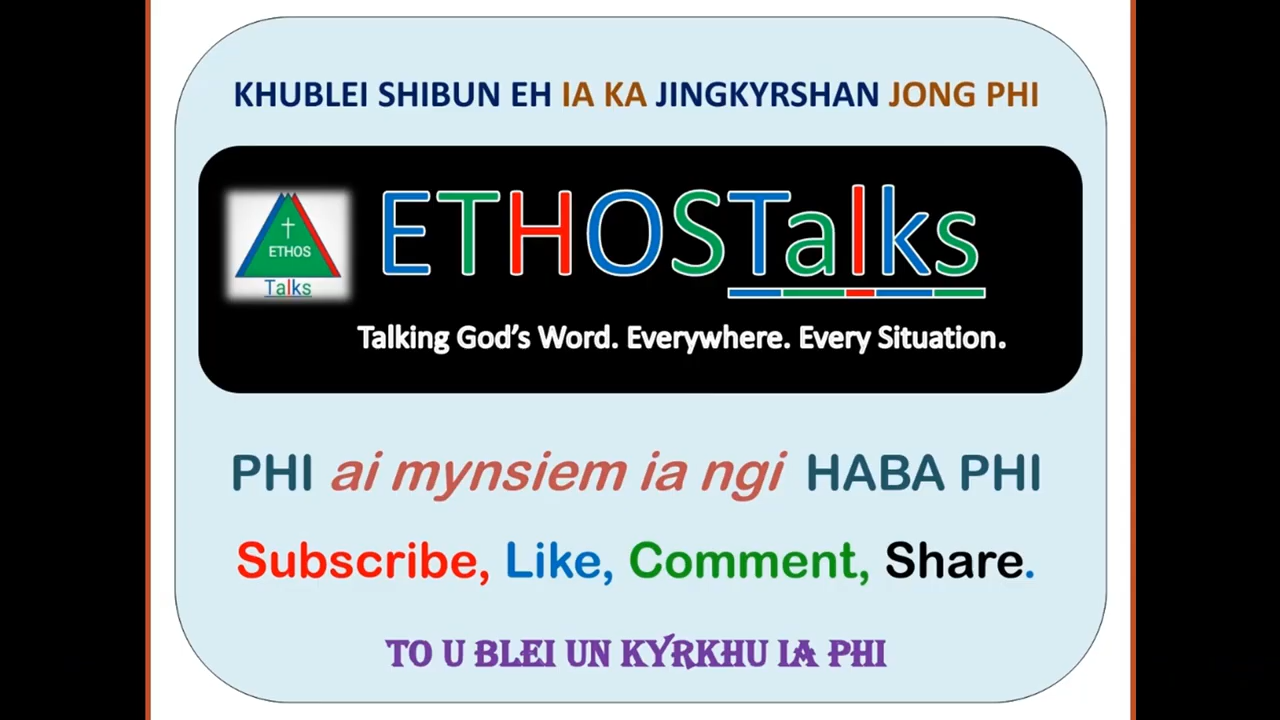 KHUBLEI SHIBUN EH IA KA JINGKYRSHAN JONG PHI
ETHOS
Talks
ETHOSTalks
Talking God's Word. Everywhere. Every Situation.
PHI ai mynsiem ia ngi HABA PHI
Subscribe, Like, Comment, Share.
TO U BLEI UN KYRKHU IA PHI